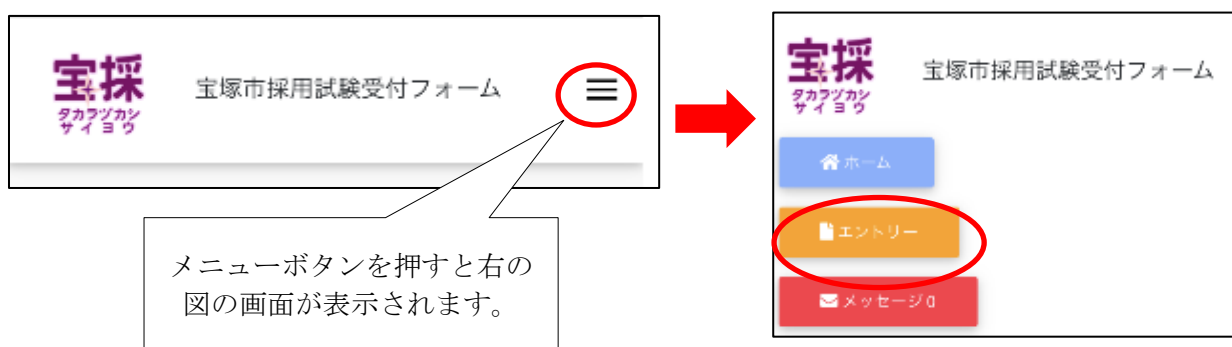 宝採
タカラヅカシ
サイヨウ
宝塚市採用試験受付フォーム
メニューボタンを押すと右の
図の画面が表示されます。
宝採
タカラヅカシ
サイヨウ
宝塚市採用試験受付フォーム
ホーム
エントリー
メッセージ0